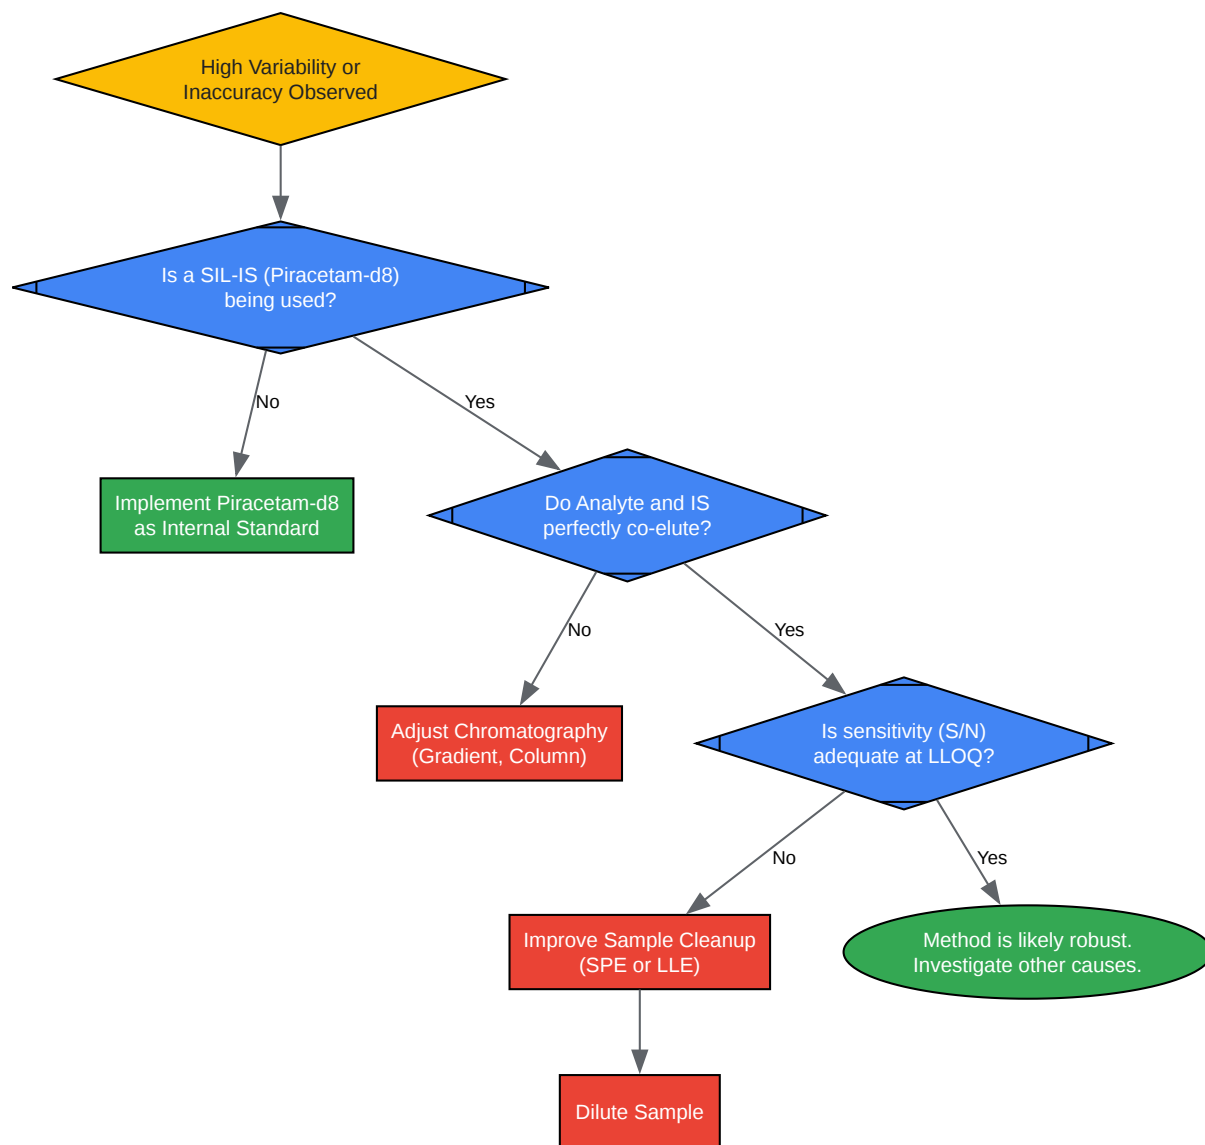 High Variability or
Inaccuracy Observed
Is a SIL-IS (Piracetam-d8)
being used?
No
Yes
Implement Piracetam-d8
as Internal Standard
Do Analyte and IS
perfectly co-elute?
No
Yes
Adjust Chromatography
(Gradient, Column)
Is sensitivity (S/N)
adequate at LLOQ?
No
Yes
Improve Sample Cleanup
(SPE or LLE)
Method is likely robust.
Investigate other causes.
Dilute Sample